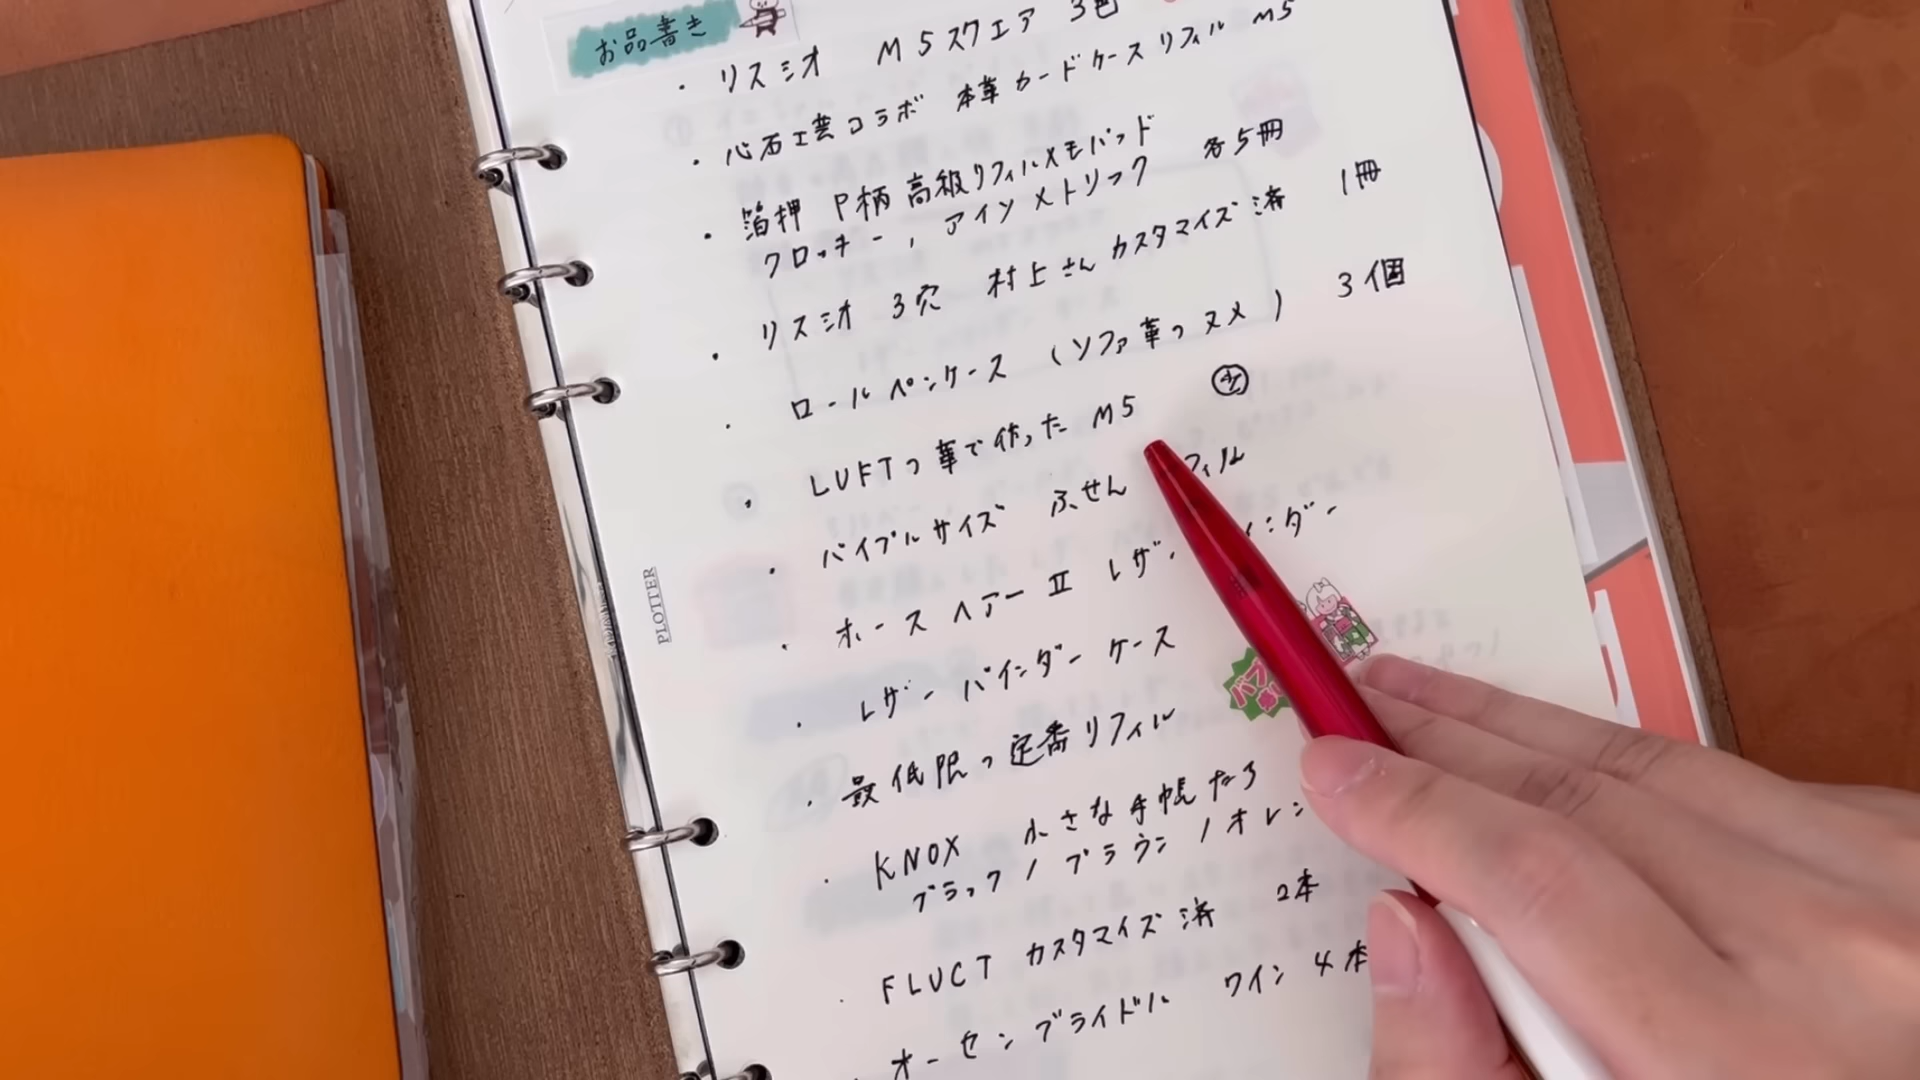 お品書き
・リスシオ M5スクエア 3色
・心石工芸コラボ 本革カードケースリフィル M5
・箔押 P柄 高級リフィルメモパッド
クロッキー, アイソメトリック 各5冊
・リスシオ 3穴 村上さんカスタマイズ済 1冊
・ロールペンケース (ソファ革のヌメ) 3個
・LUFTの革で作った M5 少
・バイブルサイズ ふせん フィル
・ホースヘアーⅡ レザー インダー
・レザーバインダーケース
・最低限の定番リフィル
・KNOX 小さな手帳たち
ブラック/ブラウン/オレン
・FLUCT カスタマイズ済 2本
・オーセンブライドル ワイン 4本
PLOTTER
バブ